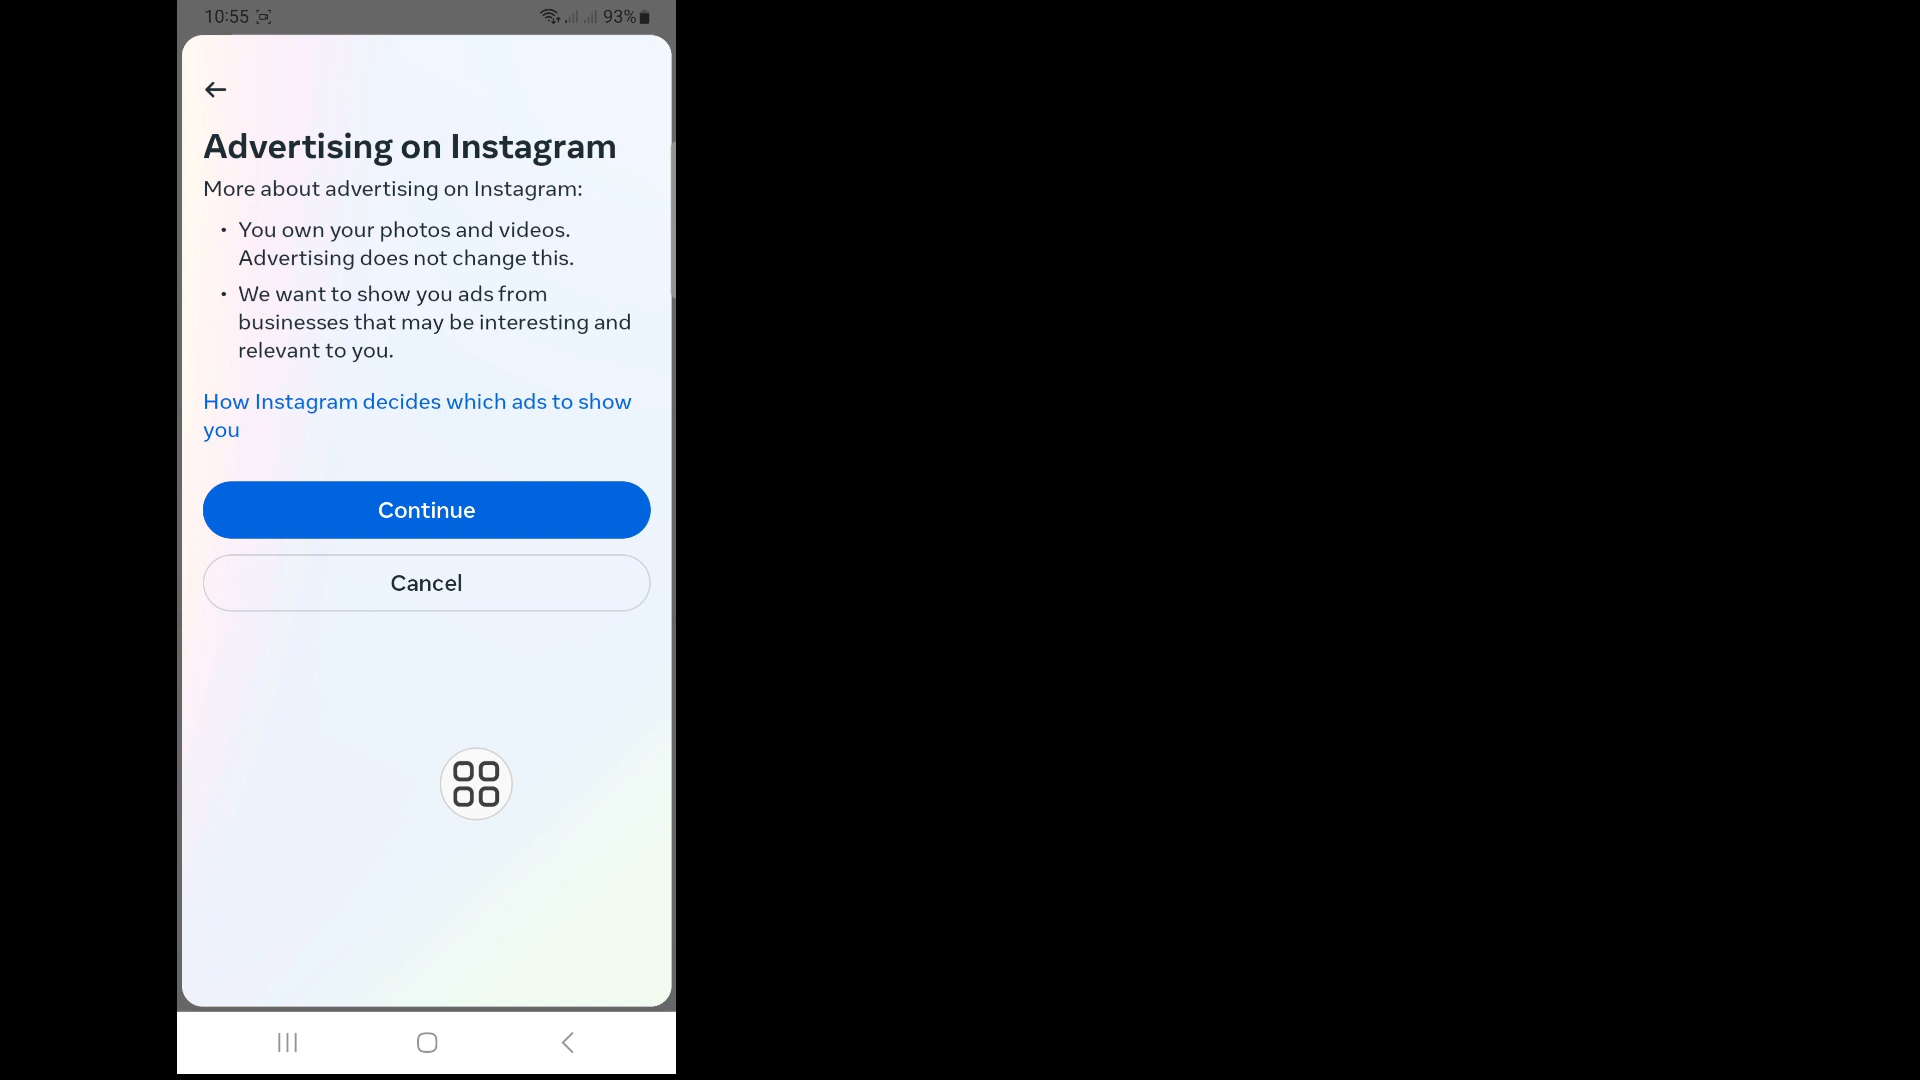 10:55
93%
Advertising on Instagram
More about advertising on Instagram:
• You own your photos and videos.
Advertising does not change this.
• We want to show you ads from
businesses that may be interesting and
relevant to you.
How Instagram decides which ads to show
you
Continue
Cancel